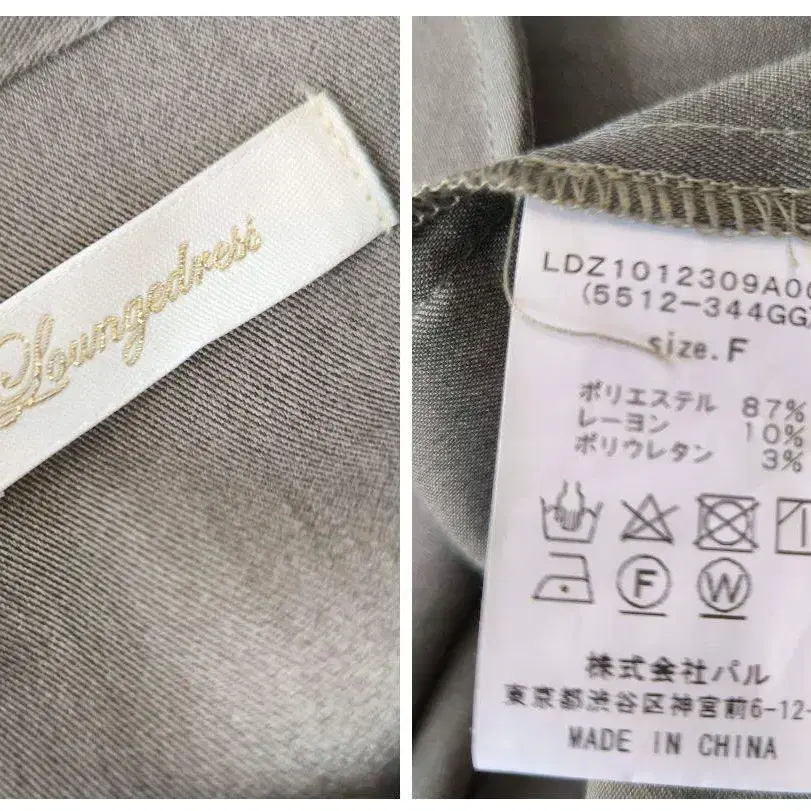 Loungedress
LDZ1012309A0
(5512-344GG)
size.F
ポリエステル 87%
レーヨン 10%
ポリウレタン 3%
F W
株式会社パル
東京都渋谷区神宮前6-12-
MADE IN CHINA